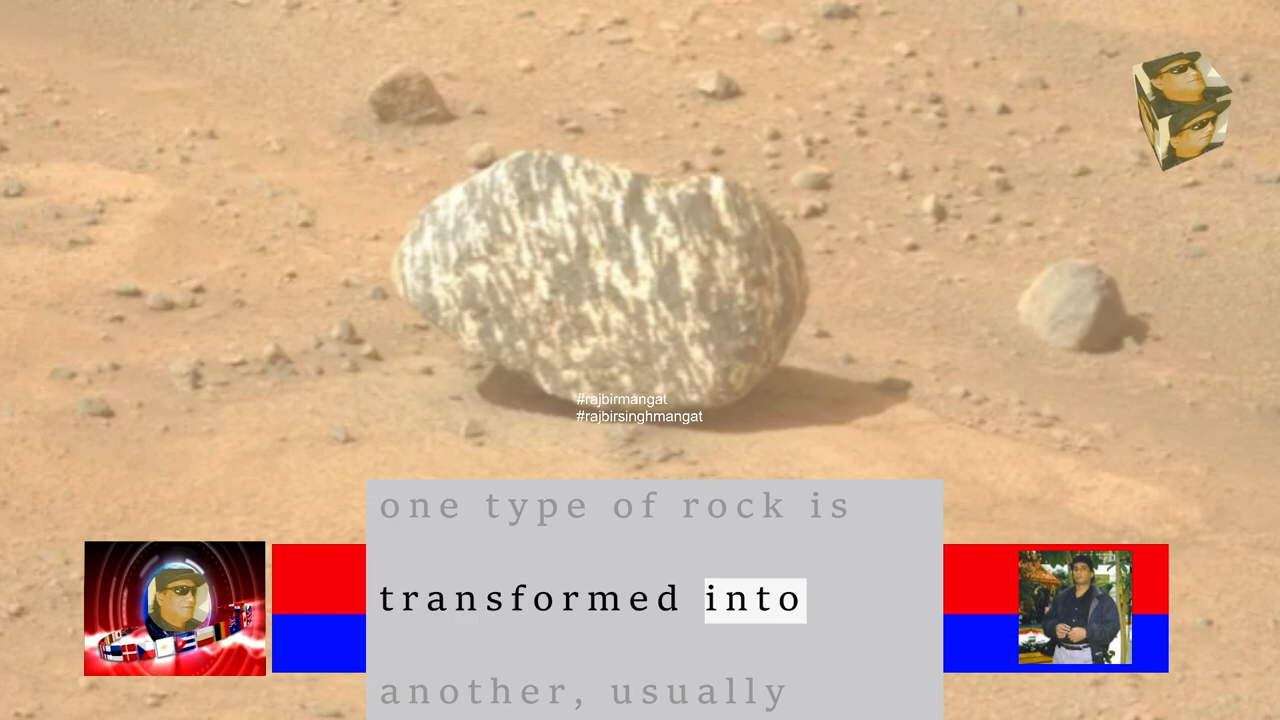 #rajbirmangat
#rajbirsinghmangat
one type of rock is
transformed into
another, usually